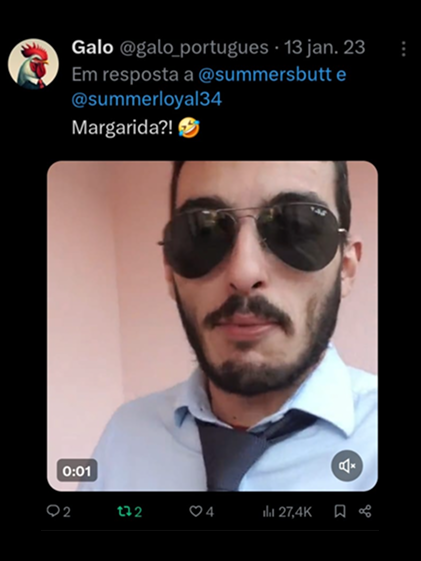 Galo @galo_portugues · 13 jan. 23
Em resposta a @summersbutt e
@summerloyal34
Margarida?! 🤣
0:01
2 2 4 27,4K